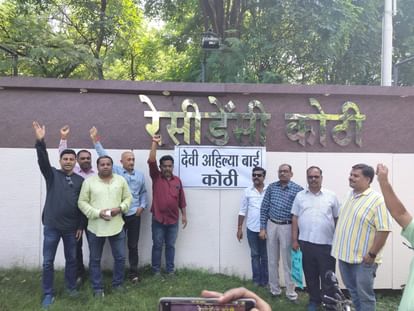 रेसीडेंसी कोठी
देवी अहिल्या बाई
कोठी